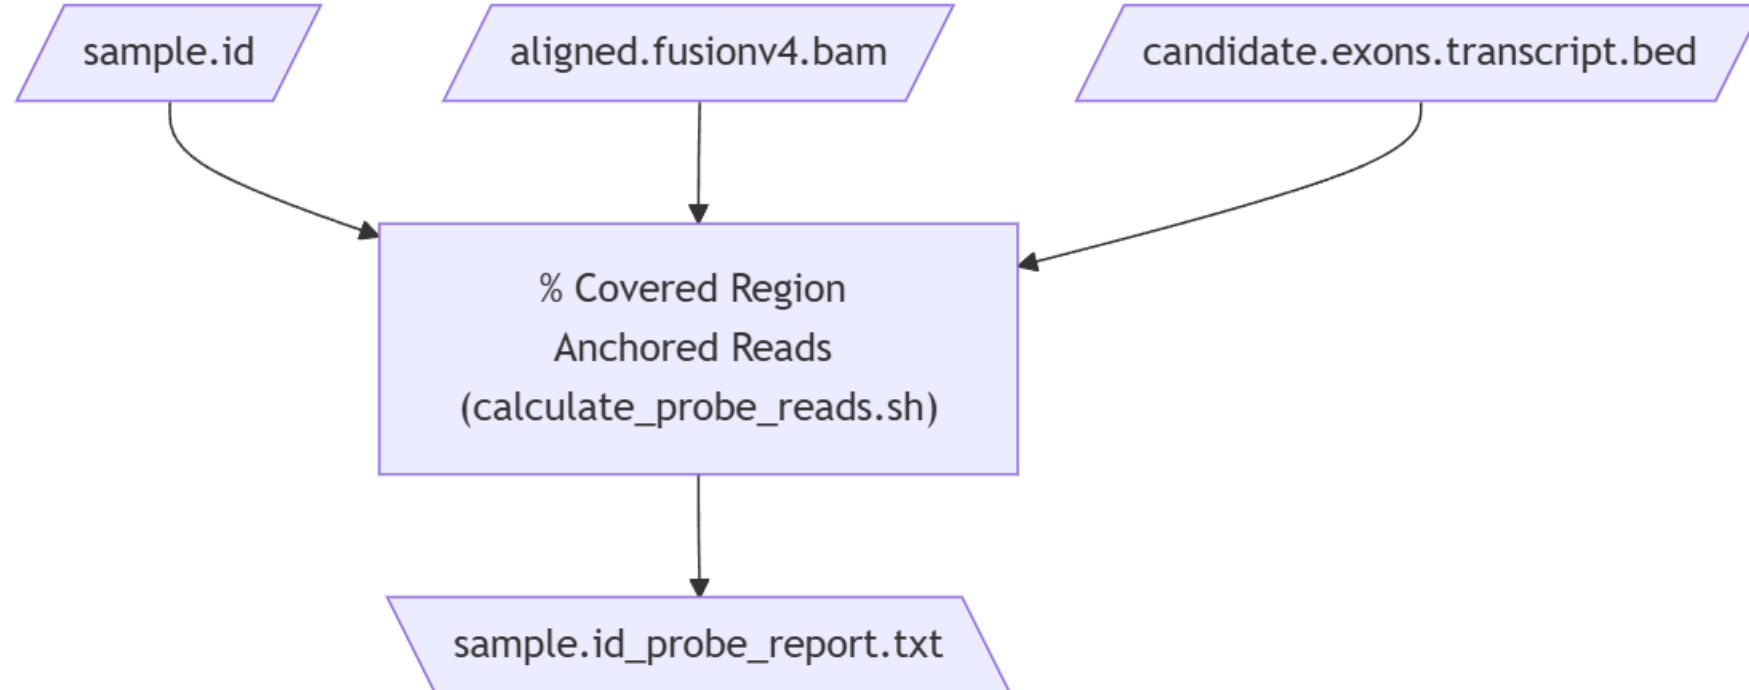 sample.id
aligned.fusionv4.bam
candidate.exons.transcript.bed
% Covered Region
Anchored Reads
(calculate_probe_reads.sh)
sample.id_probe_report.txt